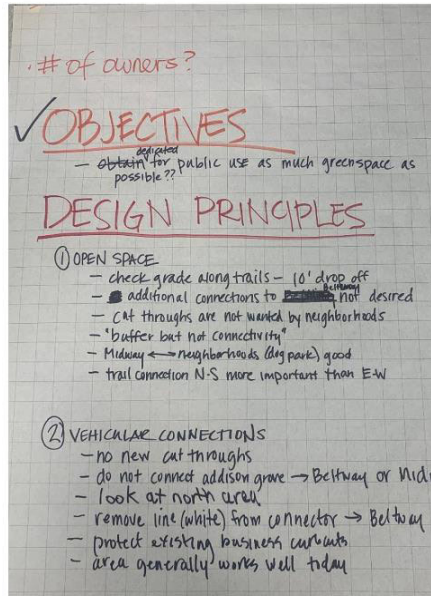 · # of owners?
✓ OBJECTIVES
dedicated
– obtain for public use as much greenspace as
possible??
DESIGN PRINCIPLES
① OPEN SPACE
– check grade along trails – 10' drop off
Beltway
– additional connections to not desired
– cut throughs are not wanted by neighborhoods
– "buffer but not connectivity"
– Midway ⟷ neighborhoods (dog park) good
– trail connection N-S more important than E-W
② VEHICULAR CONNECTIONS
– no new cut throughs
– do not connect addison grove → Beltway or Mid
– look at north area
– remove line (white) from connector → Beltway
– protect existing business curbcuts
– area generally works well today